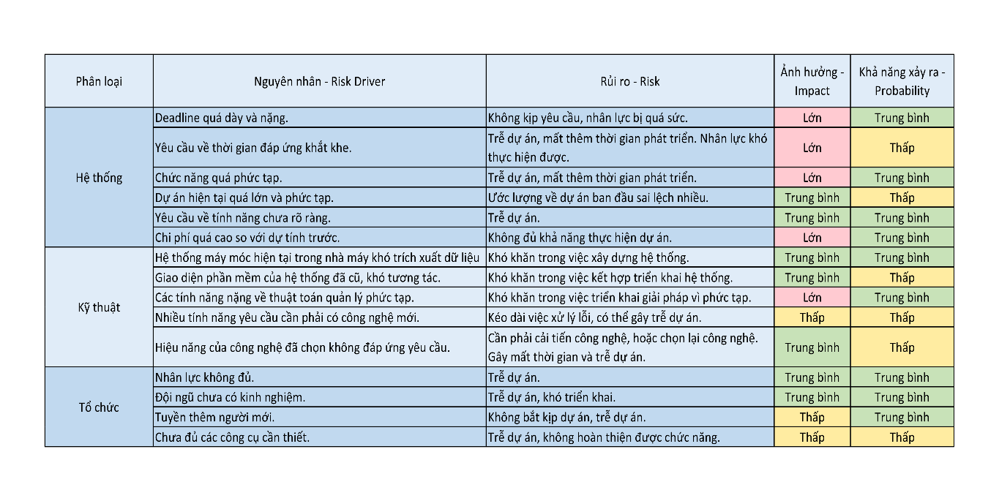 Phân loại
Nguyên nhân - Risk Driver
Rủi ro - Risk
Ảnh hưởng -
Impact
Khả năng xảy ra -
Probability
Hệ thống
Deadline quá dày và nặng.
Không kịp yêu cầu, nhân lực bị quá sức.
Lớn
Trung bình
Yêu cầu về thời gian đáp ứng khắt khe.
Trễ dự án, mất thêm thời gian phát triển. Nhân lực khó
thực hiện được.
Lớn
Thấp
Chức năng quá phức tạp.
Trễ dự án, mất thêm thời gian phát triển.
Lớn
Trung bình
Dự án hiện tại quá lớn và phức tạp.
Ước lượng về dự án ban đầu sai lệch nhiều.
Trung bình
Thấp
Yêu cầu về tính năng chưa rõ ràng.
Trễ dự án.
Trung bình
Trung bình
Chi phí quá cao so với dự tính trước.
Không đủ khả năng thực hiện dự án.
Lớn
Trung bình
Kỹ thuật
Hệ thống máy móc hiện tại trong nhà máy khó trích xuất dữ liệu
Khó khăn trong việc xây dựng hệ thống.
Trung bình
Trung bình
Giao diện phần mềm của hệ thống đã cũ, khó tương tác.
Khó khăn trong việc kết hợp triển khai hệ thống.
Trung bình
Thấp
Các tính năng nặng về thuật toán quản lý phức tạp.
Khó khăn trong việc triển khai giải pháp vì phức tạp.
Lớn
Trung bình
Nhiều tính năng yêu cầu cần phải có công nghệ mới.
Kéo dài việc xử lý lỗi, có thể gây trễ dự án.
Thấp
Thấp
Hiệu năng của công nghệ đã chọn không đáp ứng yêu cầu.
Cần phải cải tiến công nghệ, hoặc chọn lại công nghệ.
Gây mất thời gian và trễ dự án.
Trung bình
Thấp
Tổ chức
Nhân lực không đủ.
Trễ dự án.
Trung bình
Trung bình
Đội ngũ chưa có kinh nghiệm.
Trễ dự án, khó triển khai.
Trung bình
Trung bình
Tuyền thêm người mới.
Không bắt kịp dự án, trễ dự án.
Thấp
Trung bình
Chưa đủ các công cụ cần thiết.
Trễ dự án, không hoàn thiện được chức năng.
Thấp
Thấp